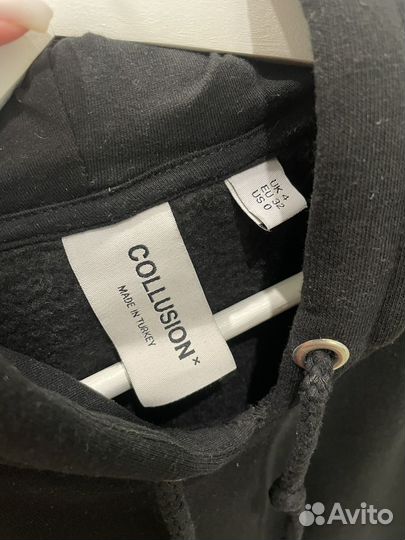 UK 4
EU 32
US 0
COLLUSION x
MADE IN TURKEY
Avito